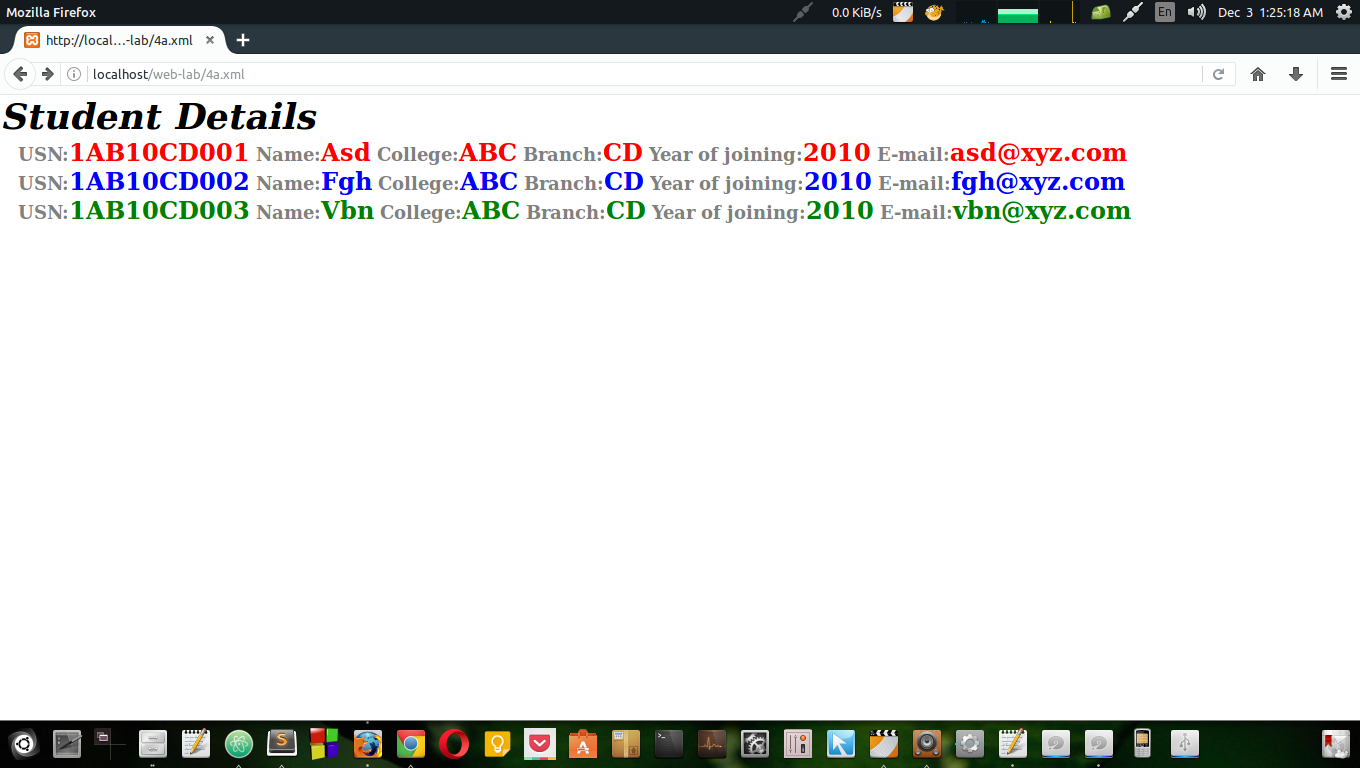 Mozilla Firefox
0.0 KiB/s
En
Dec 3 1:25:18 AM
http://local...-lab/4a.xml
localhost/web-lab/4a.xml
Student Details
USN:1AB10CD001 Name:Asd College:ABC Branch:CD Year of joining:2010 E-mail:asd@xyz.com
USN:1AB10CD002 Name:Fgh College:ABC Branch:CD Year of joining:2010 E-mail:fgh@xyz.com
USN:1AB10CD003 Name:Vbn College:ABC Branch:CD Year of joining:2010 E-mail:vbn@xyz.com